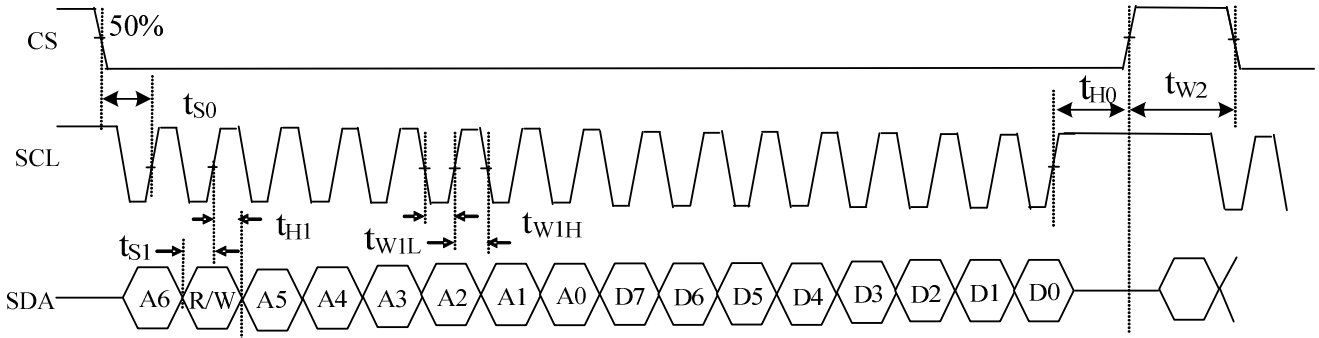 CS
50%
tS0
tH0
tW2
SCL
tS1
tH1
tW1L
tW1H
SDA
A6 R/W A5 A4 A3 A2 A1 A0 D7 D6 D5 D4 D3 D2 D1 D0